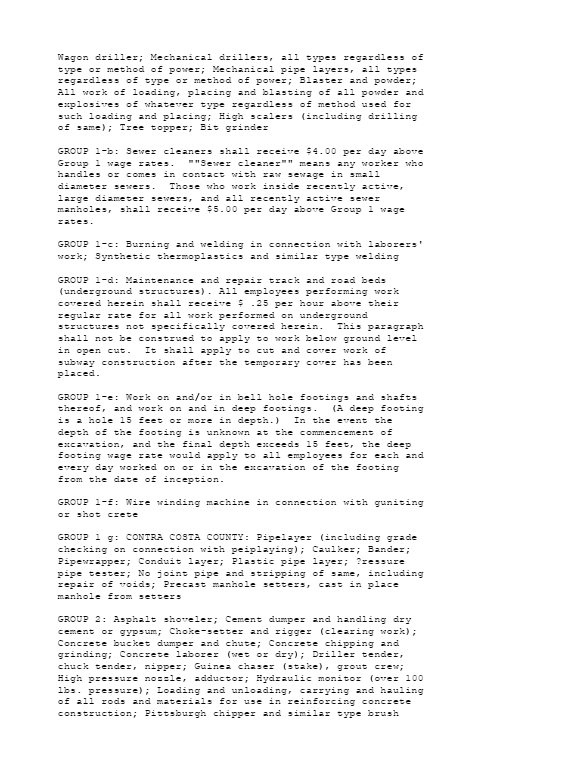 Wagon driller; Mechanical drillers, all types regardless of
type or method of power; Mechanical pipe layers, all types
regardless of type or method of power; Blaster and powder;
All work of loading, placing and blasting of all powder and
explosives of whatever type regardless of method used for
such loading and placing; High scalers (including drilling
of same); Tree topper; Bit grinder
GROUP 1-b: Sewer cleaners shall receive $4.00 per day above
Group 1 wage rates.  ""Sewer cleaner"" means any worker who
handles or comes in contact with raw sewage in small
diameter sewers.  Those who work inside recently active,
large diameter sewers, and all recently active sewer
manholes, shall receive $5.00 per day above Group 1 wage
rates.
GROUP 1-c: Burning and welding in connection with laborers'
work; Synthetic thermoplastics and similar type welding
GROUP 1-d: Maintenance and repair track and road beds
(underground structures). All employees performing work
covered herein shall receive $ .25 per hour above their
regular rate for all work performed on underground
structures not specifically covered herein.  This paragraph
shall not be construed to apply to work below ground level
in open cut.  It shall apply to cut and cover work of
subway construction after the temporary cover has been
placed.
GROUP 1-e: Work on and/or in bell hole footings and shafts
thereof, and work on and in deep footings.  (A deep footing
is a hole 15 feet or more in depth.)  In the event the
depth of the footing is unknown at the commencement of
excavation, and the final depth exceeds 15 feet, the deep
footing wage rate would apply to all employees for each and
every day worked on or in the excavation of the footing
from the date of inception.
GROUP 1-f: Wire winding machine in connection with guniting
or shot crete
GROUP 1 g: CONTRA COSTA COUNTY: Pipelayer (including grade
checking on connection with peiplaying); Caulker; Bander;
Pipewrapper; Conduit layer; Plastic pipe layer; ?ressure
pipe tester; No joint pipe and stripping of same, including
repair of voids; Precast manhole setters, cast in place
manhole from setters
GROUP 2: Asphalt shoveler; Cement dumper and handling dry
cement or gypsum; Choke-setter and rigger (clearing work);
Concrete bucket dumper and chute; Concrete chipping and
grinding; Concrete laborer (wet or dry); Driller tender,
chuck tender, nipper; Guinea chaser (stake), grout crew;
High pressure nozzle, adductor; Hydraulic monitor (over 100
lbs. pressure); Loading and unloading, carrying and hauling
of all rods and materials for use in reinforcing concrete
construction; Pittsburgh chipper and similar type brush